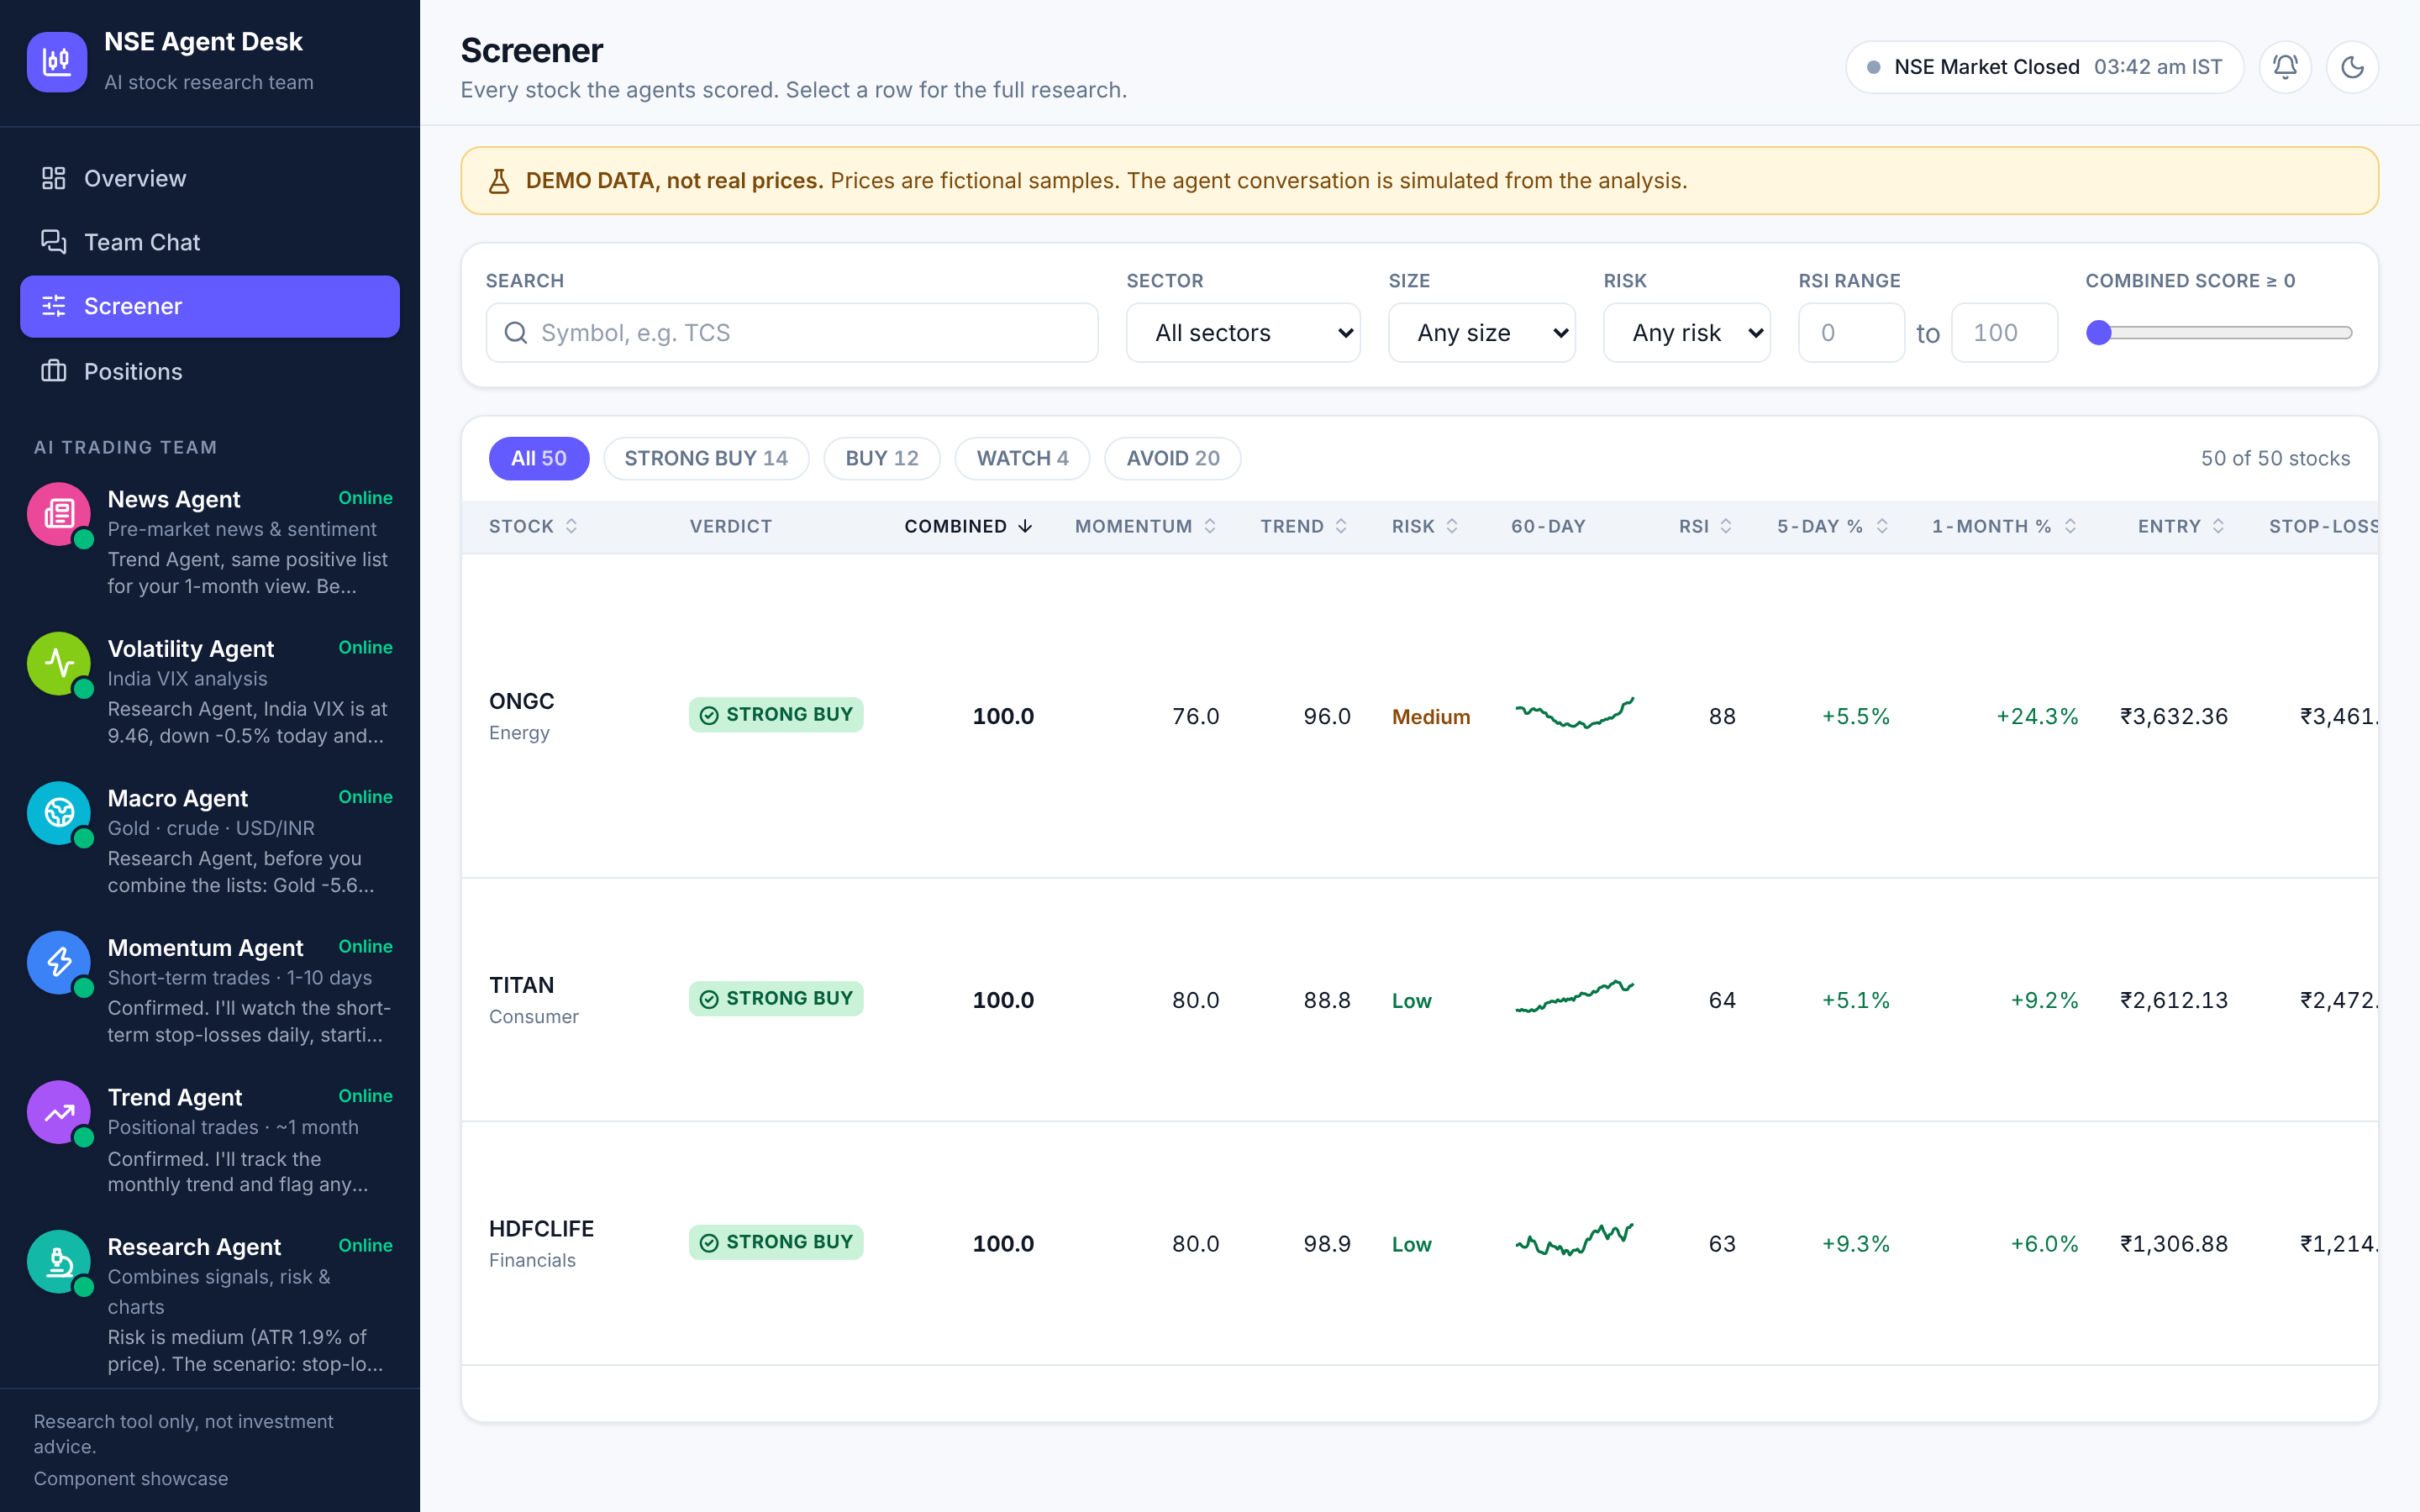 NSE Agent Desk
AI stock research team
Overview
Team Chat
Screener
Positions
AI TRADING TEAM
News Agent Online
Pre-market news & sentiment
Trend Agent, same positive list
for your 1-month view. Be...
Volatility Agent Online
India VIX analysis
Research Agent, India VIX is at
9.46, down -0.5% today and...
Macro Agent Online
Gold · crude · USD/INR
Research Agent, before you
combine the lists: Gold -5.6...
Momentum Agent Online
Short-term trades · 1-10 days
Confirmed. I'll watch the short-
term stop-losses daily, starti...
Trend Agent Online
Positional trades · ~1 month
Confirmed. I'll track the
monthly trend and flag any...
Research Agent Online
Combines signals, risk &
charts
Risk is medium (ATR 1.9% of
price). The scenario: stop-lo...
Research tool only, not investment
advice.
Component showcase
Screener
Every stock the agents scored. Select a row for the full research.
NSE Market Closed 03:42 am IST
DEMO DATA, not real prices. Prices are fictional samples. The agent conversation is simulated from the analysis.
SEARCH SECTOR SIZE RISK RSI RANGE COMBINED SCORE ≥ 0
Symbol, e.g. TCS All sectors Any size Any risk 0 to 100
All 50 STRONG BUY 14 BUY 12 WATCH 4 AVOID 20 50 of 50 stocks
STOCK VERDICT COMBINED MOMENTUM TREND RISK 60-DAY RSI 5-DAY % 1-MONTH % ENTRY STOP-LOSS
ONGC
Energy
STRONG BUY 100.0 76.0 96.0 Medium 88 +5.5% +24.3% ₹3,632.36 ₹3,461.
TITAN
Consumer
STRONG BUY 100.0 80.0 88.8 Low 64 +5.1% +9.2% ₹2,612.13 ₹2,472.
HDFCLIFE
Financials
STRONG BUY 100.0 80.0 98.9 Low 63 +9.3% +6.0% ₹1,306.88 ₹1,214.